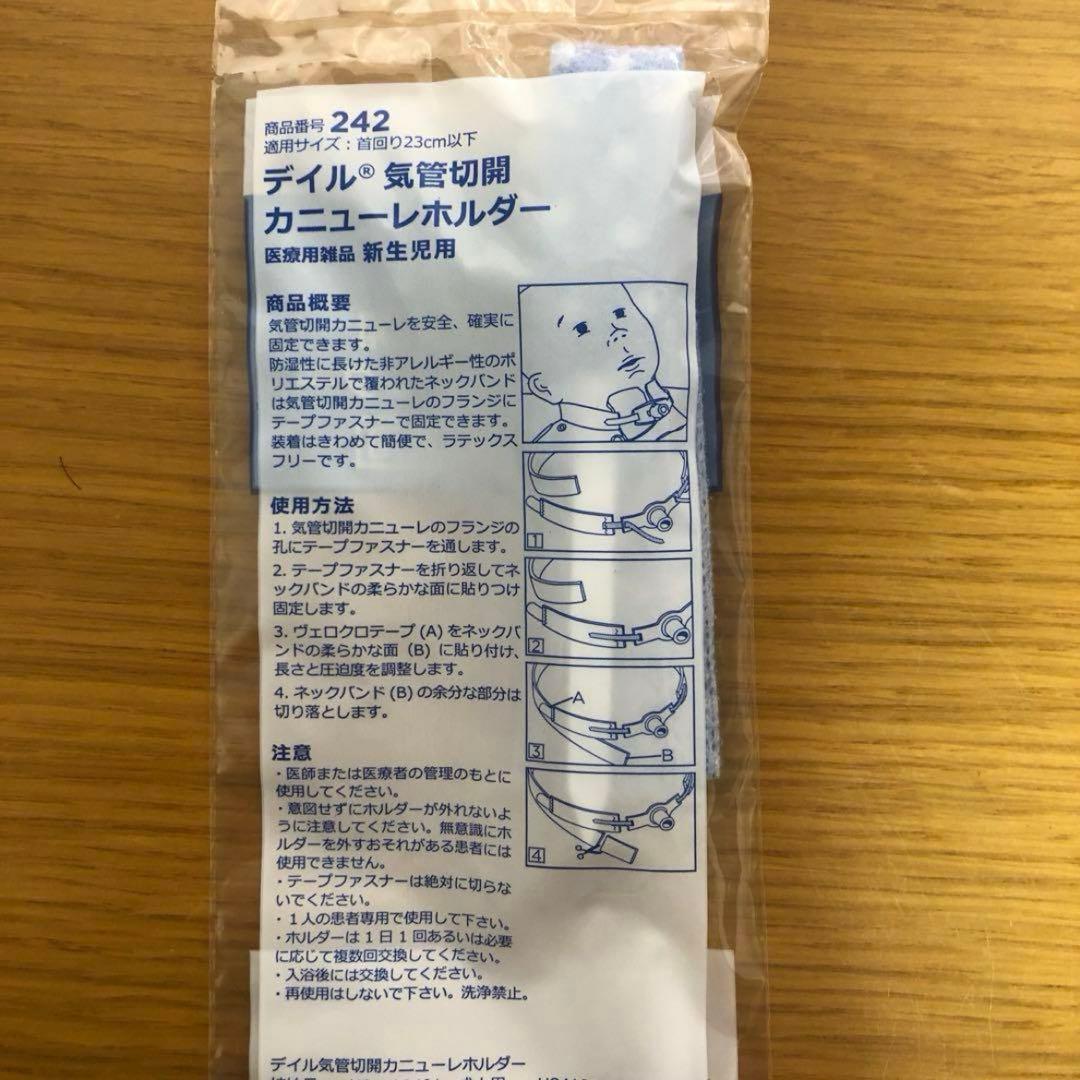 商品番号 242
適用サイズ：首回り23cm以下
デイル® 気管切開
カニューレホルダー
医療用雑品 新生児用
商品概要
気管切開カニューレを安全、確実に
固定できます。
防湿性に長けた非アレルギー性のポ
リエステルで覆われたネックバンド
は気管切開カニューレのフランジに
テープファスナーで固定できます。
装着はきわめて簡便で、ラテックス
フリーです。
使用方法
1. 気管切開カニューレのフランジの
孔にテープファスナーを通します。
2. テープファスナーを折り返してネ
ックバンドの柔らかな面に貼りつけ
固定します。
3. ヴェロクロテープ (A) をネックバ
ンドの柔らかな面（B）に貼り付け、
長さと圧迫度を調整します。
4. ネックバンド (B) の余分な部分は
切り落とします。
1
2
A
3
B
4
注意
・医師または医療者の管理のもとに
使用してください。
・意図せずにホルダーが外れないよ
うに注意してください。無意識にホ
ルダーを外すおそれがある患者には
使用できません。
・テープファスナーは絶対に切らな
いでください。
・１人の患者専用で使用して下さい。
・ホルダーは１日１回あるいは必要
に応じて複数回交換してください。
・入浴後には交換してください。
・再使用はしないで下さい。洗浄禁止。
デイル気管切開カニューレホルダー